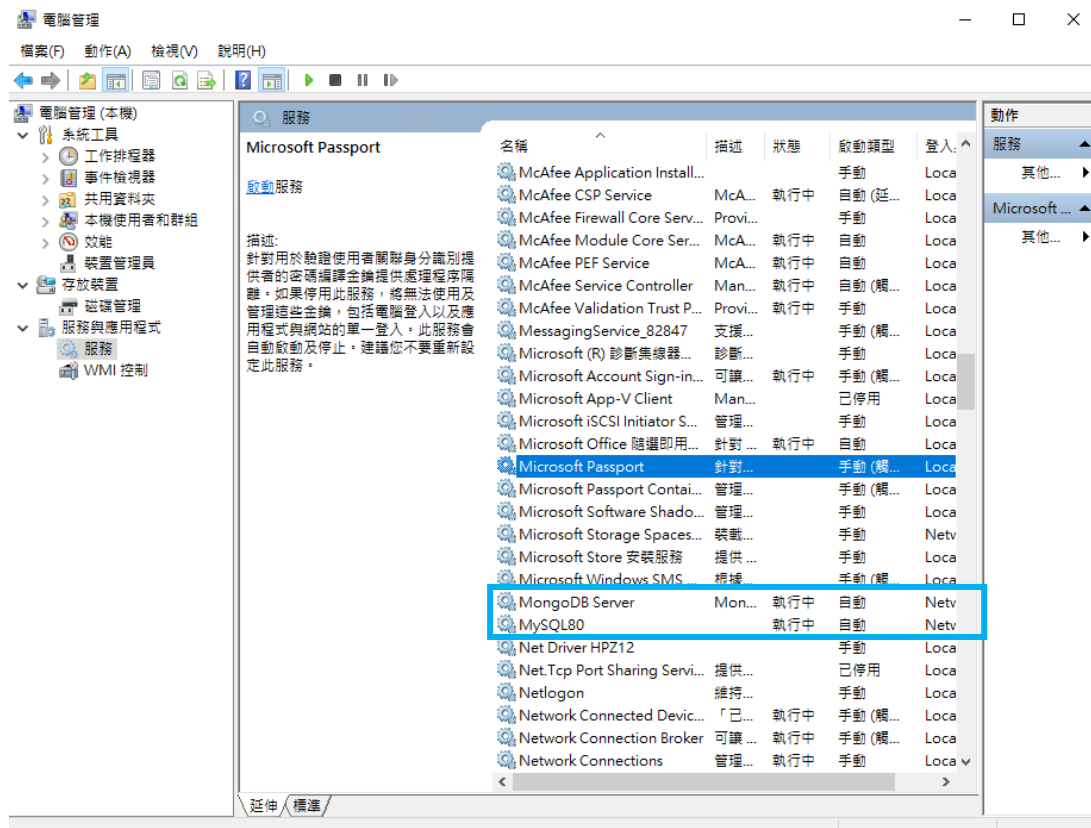 電腦管理
檔案(F) 動作(A) 檢視(V) 說明(H)
電腦管理 (本機)
系統工具
工作排程器
事件檢視器
共用資料夾
本機使用者和群組
效能
裝置管理員
存放裝置
磁碟管理
服務與應用程式
服務
WMI 控制
服務
Microsoft Passport
啟動服務
描述:
針對用於驗證使用者關聯身分識別提
供者的密碼編譯金鑰提供處理程序隔
離。如果停用此服務，將無法使用及
管理這些金鑰，包括電腦登入以及應
用程式與網站的單一登入。此服務會
自動啟動及停止。建議您不要重新設
定此服務。
名稱 描述 狀態 啟動類型 登入
McAfee Application Install... 手動 Loca
McAfee CSP Service McA... 執行中 自動 (延... Loca
McAfee Firewall Core Serv... Provi... 手動 Loca
McAfee Module Core Ser... McA... 執行中 自動 Loca
McAfee PEF Service McA... 執行中 自動 Loca
McAfee Service Controller Man... 執行中 自動 (觸... Loca
McAfee Validation Trust P... Provi... 執行中 手動 Loca
MessagingService_82847 支援... 手動 (觸... Loca
Microsoft (R) 診斷集線器... 診斷... 手動 Loca
Microsoft Account Sign-in... 可讓... 執行中 手動 (觸... Loca
Microsoft App-V Client Man... 已停用 Loca
Microsoft iSCSI Initiator S... 管理... 手動 Loca
Microsoft Office 隨選即用... 針對 ... 執行中 自動 Loca
Microsoft Passport 針對... 手動 (觸... Loca
Microsoft Passport Contai... 管理... 手動 (觸... Loca
Microsoft Software Shado... 管理... 手動 Loca
Microsoft Storage Spaces... 裝載... 手動 Netv
Microsoft Store 安裝服務 提供 ... 手動 Loca
Microsoft Windows SMS ... 根據... 手動 (觸... Loca
MongoDB Server Mon... 執行中 自動 Netv
MySQL80 執行中 自動 Netv
Net Driver HPZ12 手動 Loca
Net.Tcp Port Sharing Servi... 提供... 已停用 Loca
Netlogon 維持... 手動 Loca
Network Connected Devic... 「已... 執行中 手動 (觸... Loca
Network Connection Broker 可讓 ... 執行中 手動 (觸... Loca
Network Connections 管理... 執行中 手動 Loca
延伸 標準
動作
服務
其他...
Microsoft ...
其他...